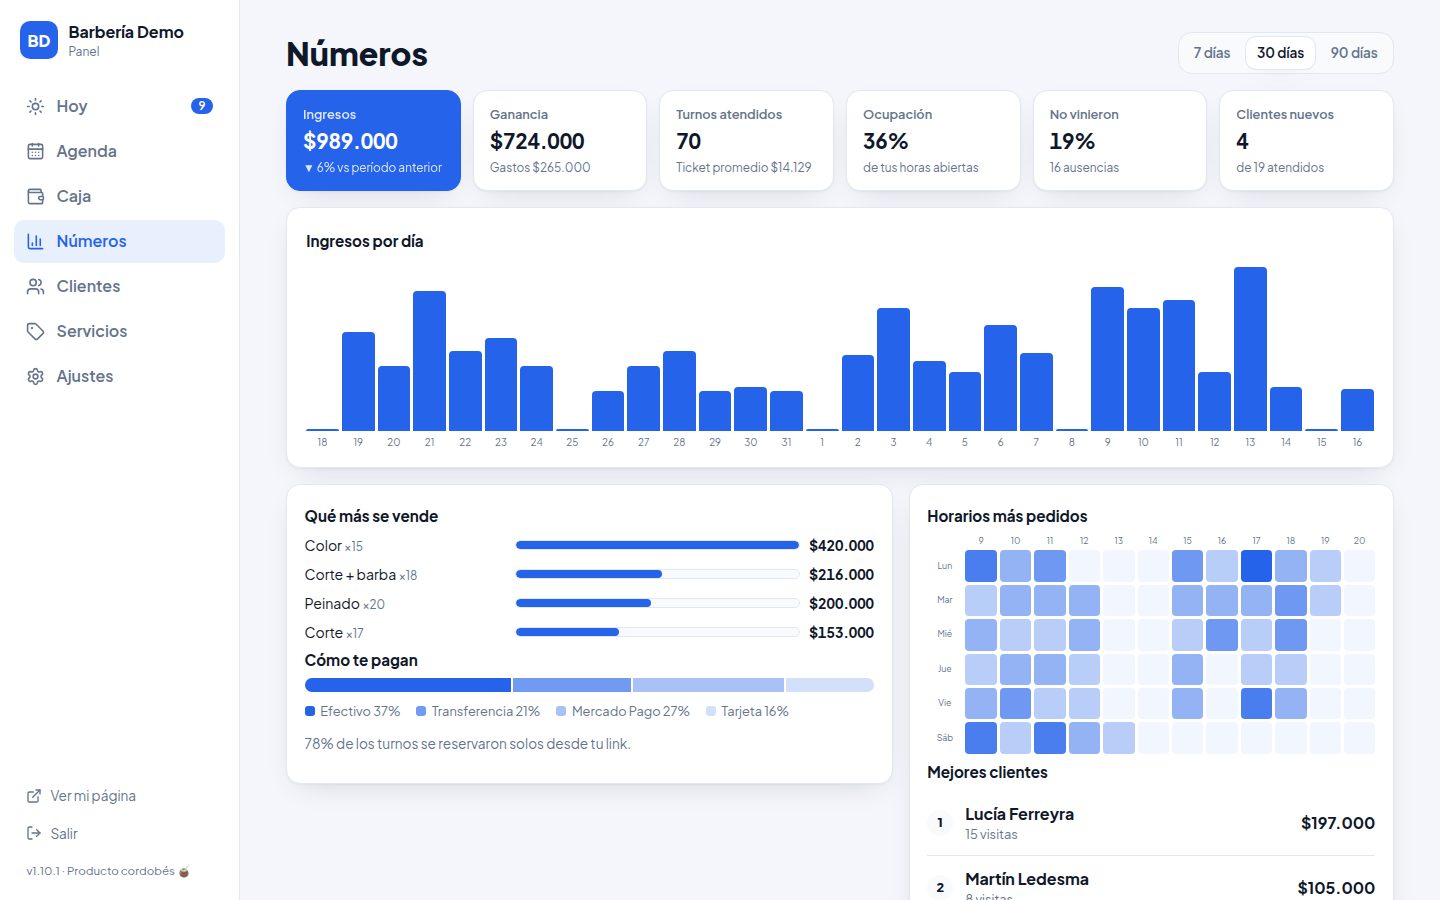 BD
Barbería Demo
Panel
Hoy 9
Agenda
Caja
Números
Clientes
Servicios
Ajustes
Ver mi página
Salir
v1.10.1 · Producto cordobés 🧉
Números
7 días 30 días 90 días
Ingresos
$989.000
▼ 6% vs período anterior
Ganancia
$724.000
Gastos $265.000
Turnos atendidos
70
Ticket promedio $14.129
Ocupación
36%
de tus horas abiertas
No vinieron
19%
16 ausencias
Clientes nuevos
4
de 19 atendidos
Ingresos por día
18 19 20 21 22 23 24 25 26 27 28 29 30 31 1 2 3 4 5 6 7 8 9 10 11 12 13 14 15 16
Qué más se vende
Color ×15 $420.000
Corte + barba ×18 $216.000
Peinado ×20 $200.000
Corte ×17 $153.000
Cómo te pagan
Efectivo 37% Transferencia 21% Mercado Pago 27% Tarjeta 16%
78% de los turnos se reservaron solos desde tu link.
Horarios más pedidos
9 10 11 12 13 14 15 16 17 18 19 20
Lun
Mar
Mié
Jue
Vie
Sáb
Mejores clientes
1 Lucía Ferreyra $197.000
15 visitas
2 Martín Ledesma $105.000
8 visitas